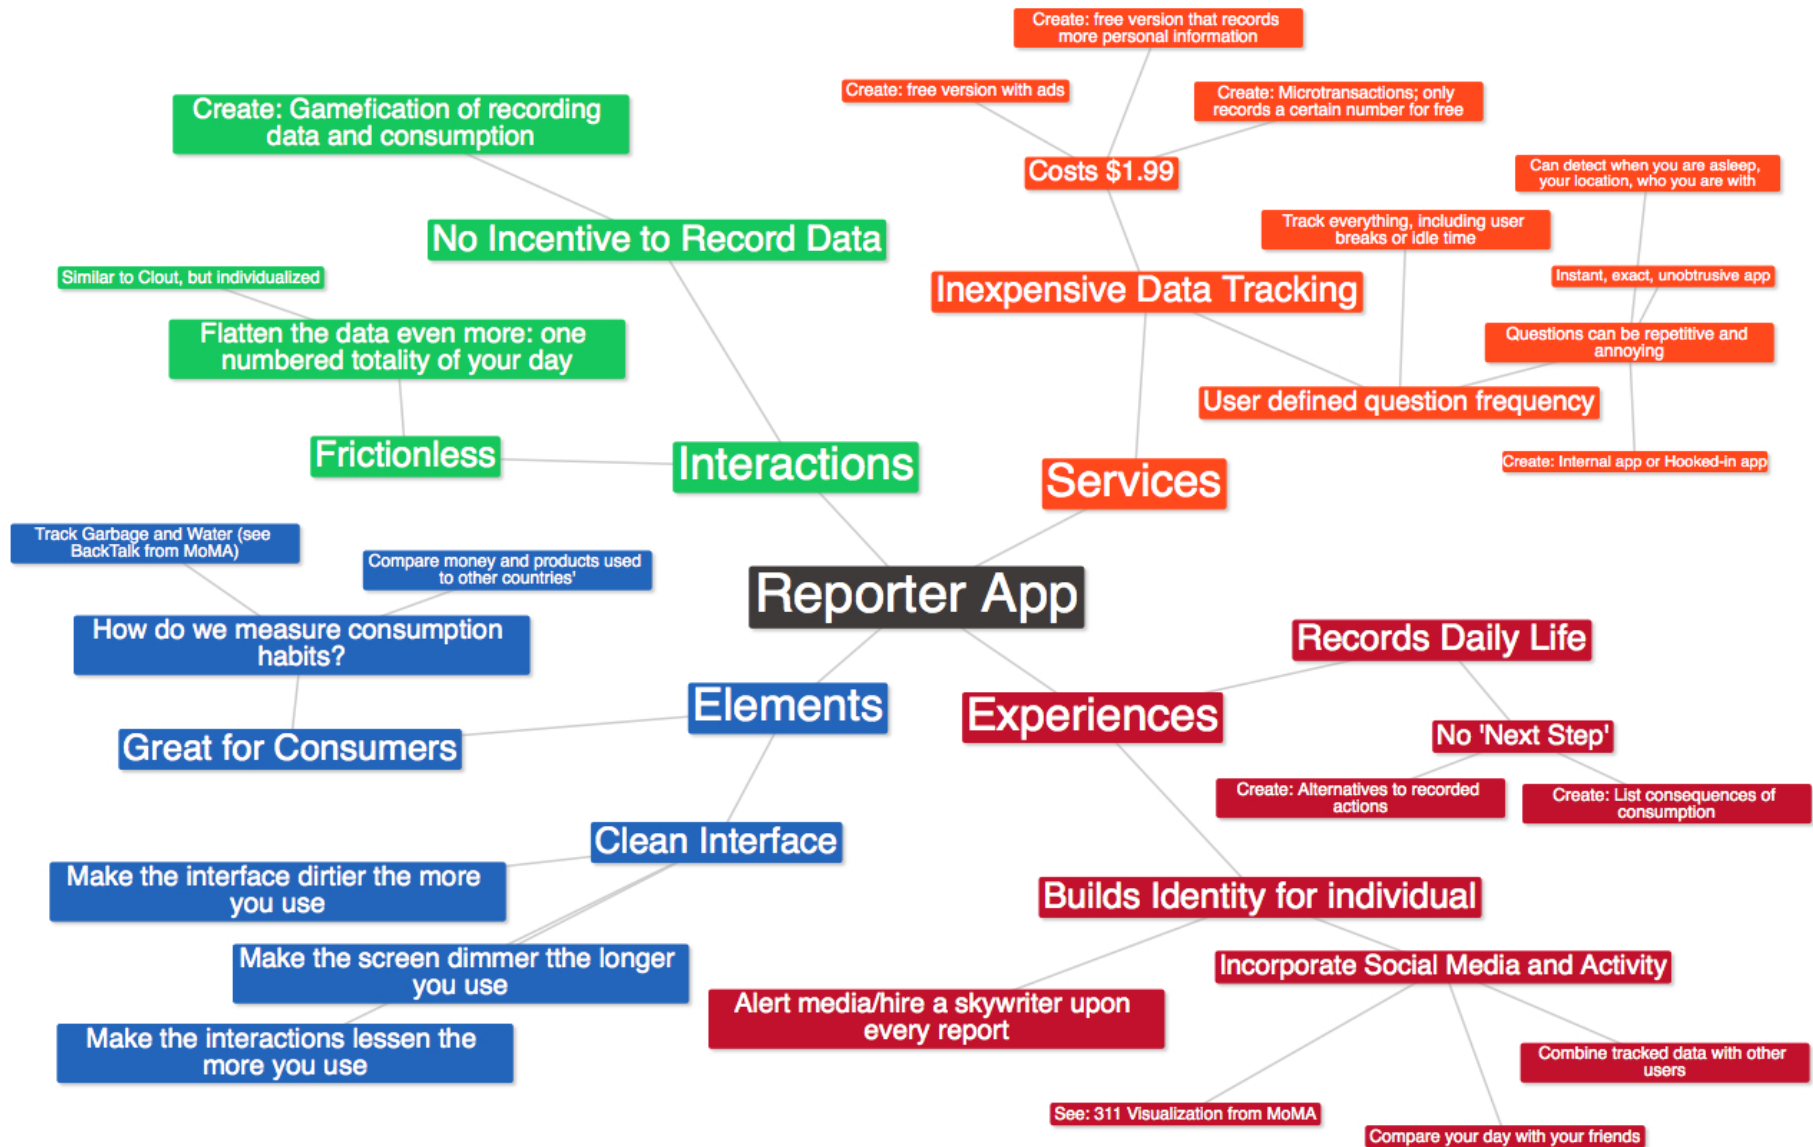 Create: free version that records
more personal information
Create: free version with ads
Create: Microtransactions; only
records a certain number for free
Create: Gamefication of recording
data and consumption
Costs $1.99
Can detect when you are asleep,
your location, who you are with
Track everything, including user
breaks or idle time
No Incentive to Record Data
Similar to Clout, but individualized
Inexpensive Data Tracking
Instant, exact, unobtrusive app
Flatten the data even more: one
numbered totality of your day
Questions can be repetitive and
annoying
User defined question frequency
Frictionless
Interactions
Services
Create: Internal app or Hooked-in app
Track Garbage and Water (see
BackTalk from MoMA)
Compare money and products used
to other countries'
Reporter App
How do we measure consumption
habits?
Records Daily Life
Elements
Experiences
Great for Consumers
No 'Next Step'
Create: Alternatives to recorded
actions
Create: List consequences of
consumption
Clean Interface
Make the interface dirtier the more
you use
Builds Identity for individual
Make the screen dimmer tthe longer
you use
Incorporate Social Media and Activity
Alert media/hire a skywriter upon
every report
Make the interactions lessen the
more you use
Combine tracked data with other
users
See: 311 Visualization from MoMA
Compare your day with your friends